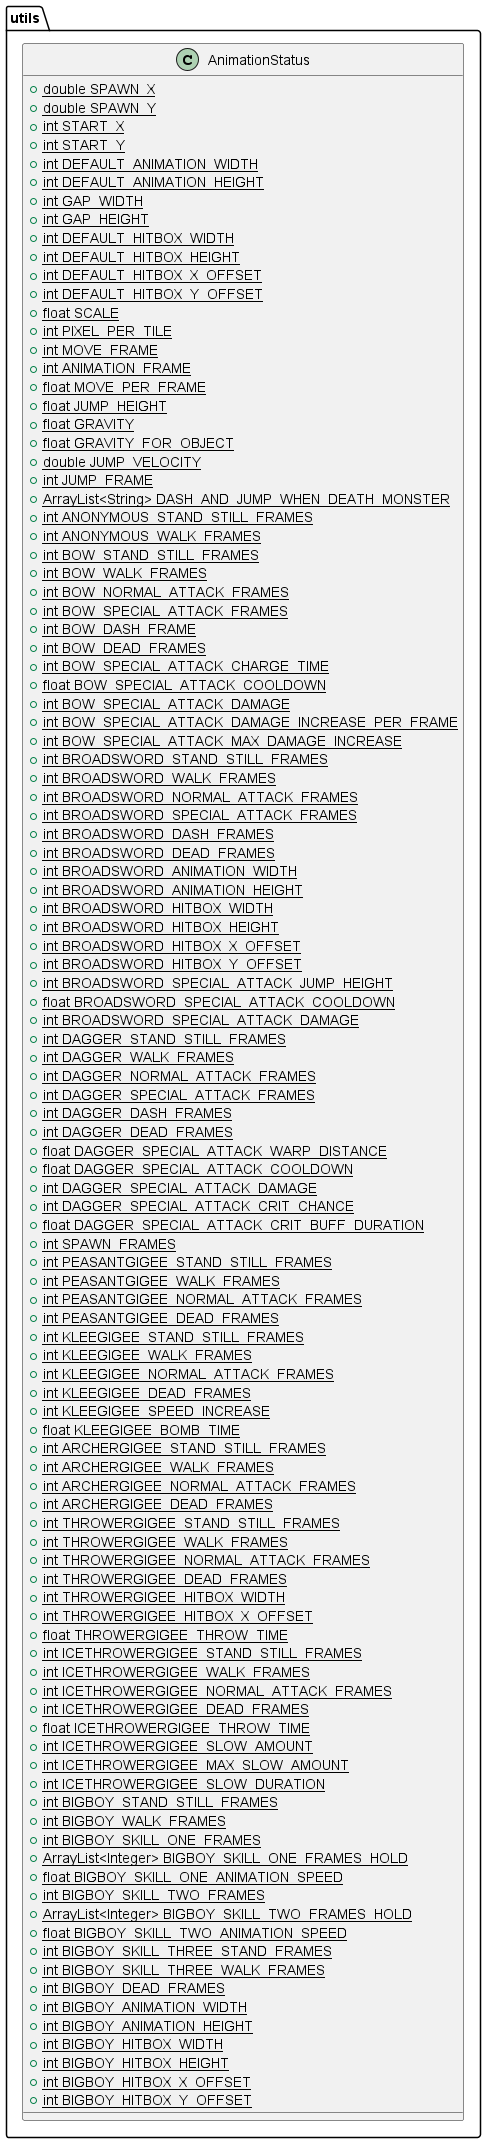 utils
AnimationStatus
double SPAWN_X
double SPAWN_Y
int START_X
int START_Y
int DEFAULT_ANIMATION_WIDTH
int DEFAULT_ANIMATION_HEIGHT
int GAP_WIDTH
int GAP_HEIGHT
int DEFAULT_HITBOX_WIDTH
int DEFAULT_HITBOX_HEIGHT
int DEFAULT_HITBOX_X_OFFSET
int DEFAULT_HITBOX_Y_OFFSET
float SCALE
int PIXEL_PER_TILE
int MOVE_FRAME
int ANIMATION_FRAME
float MOVE_PER_FRAME
float JUMP_HEIGHT
float GRAVITY
float GRAVITY_FOR_OBJECT
double JUMP_VELOCITY
int JUMP_FRAME
ArrayList<String> DASH_AND_JUMP_WHEN_DEATH_MONSTER
int ANONYMOUS_STAND_STILL_FRAMES
int ANONYMOUS_WALK_FRAMES
int BOW_STAND_STILL_FRAMES
int BOW_WALK_FRAMES
int BOW_NORMAL_ATTACK_FRAMES
int BOW_SPECIAL_ATTACK_FRAMES
int BOW_DASH_FRAME
int BOW_DEAD_FRAMES
int BOW_SPECIAL_ATTACK_CHARGE_TIME
float BOW_SPECIAL_ATTACK_COOLDOWN
int BOW_SPECIAL_ATTACK_DAMAGE
int BOW_SPECIAL_ATTACK_DAMAGE_INCREASE_PER_FRAME
int BOW_SPECIAL_ATTACK_MAX_DAMAGE_INCREASE
int BROADSWORD_STAND_STILL_FRAMES
int BROADSWORD_WALK_FRAMES
int BROADSWORD_NORMAL_ATTACK_FRAMES
int BROADSWORD_SPECIAL_ATTACK_FRAMES
int BROADSWORD_DASH_FRAMES
int BROADSWORD_DEAD_FRAMES
int BROADSWORD_ANIMATION_WIDTH
int BROADSWORD_ANIMATION_HEIGHT
int BROADSWORD_HITBOX_WIDTH
int BROADSWORD_HITBOX_HEIGHT
int BROADSWORD_HITBOX_X_OFFSET
int BROADSWORD_HITBOX_Y_OFFSET
int BROADSWORD_SPECIAL_ATTACK_JUMP_HEIGHT
float BROADSWORD_SPECIAL_ATTACK_COOLDOWN
int BROADSWORD_SPECIAL_ATTACK_DAMAGE
int DAGGER_STAND_STILL_FRAMES
int DAGGER_WALK_FRAMES
int DAGGER_NORMAL_ATTACK_FRAMES
int DAGGER_SPECIAL_ATTACK_FRAMES
int DAGGER_DASH_FRAMES
int DAGGER_DEAD_FRAMES
float DAGGER_SPECIAL_ATTACK_WARP_DISTANCE
float DAGGER_SPECIAL_ATTACK_COOLDOWN
int DAGGER_SPECIAL_ATTACK_DAMAGE
int DAGGER_SPECIAL_ATTACK_CRIT_CHANCE
float DAGGER_SPECIAL_ATTACK_CRIT_BUFF_DURATION
int SPAWN_FRAMES
int PEASANTGIGEE_STAND_STILL_FRAMES
int PEASANTGIGEE_WALK_FRAMES
int PEASANTGIGEE_NORMAL_ATTACK_FRAMES
int PEASANTGIGEE_DEAD_FRAMES
int KLEEGIGEE_STAND_STILL_FRAMES
int KLEEGIGEE_WALK_FRAMES
int KLEEGIGEE_NORMAL_ATTACK_FRAMES
int KLEEGIGEE_DEAD_FRAMES
int KLEEGIGEE_SPEED_INCREASE
float KLEEGIGEE_BOMB_TIME
int ARCHERGIGEE_STAND_STILL_FRAMES
int ARCHERGIGEE_WALK_FRAMES
int ARCHERGIGEE_NORMAL_ATTACK_FRAMES
int ARCHERGIGEE_DEAD_FRAMES
int THROWERGIGEE_STAND_STILL_FRAMES
int THROWERGIGEE_WALK_FRAMES
int THROWERGIGEE_NORMAL_ATTACK_FRAMES
int THROWERGIGEE_DEAD_FRAMES
int THROWERGIGEE_HITBOX_WIDTH
int THROWERGIGEE_HITBOX_X_OFFSET
float THROWERGIGEE_THROW_TIME
int ICETHROWERGIGEE_STAND_STILL_FRAMES
int ICETHROWERGIGEE_WALK_FRAMES
int ICETHROWERGIGEE_NORMAL_ATTACK_FRAMES
int ICETHROWERGIGEE_DEAD_FRAMES
float ICETHROWERGIGEE_THROW_TIME
int ICETHROWERGIGEE_SLOW_AMOUNT
int ICETHROWERGIGEE_MAX_SLOW_AMOUNT
int ICETHROWERGIGEE_SLOW_DURATION
int BIGBOY_STAND_STILL_FRAMES
int BIGBOY_WALK_FRAMES
int BIGBOY_SKILL_ONE_FRAMES
ArrayList<Integer> BIGBOY_SKILL_ONE_FRAMES_HOLD
float BIGBOY_SKILL_ONE_ANIMATION_SPEED
int BIGBOY_SKILL_TWO_FRAMES
ArrayList<Integer> BIGBOY_SKILL_TWO_FRAMES_HOLD
float BIGBOY_SKILL_TWO_ANIMATION_SPEED
int BIGBOY_SKILL_THREE_STAND_FRAMES
int BIGBOY_SKILL_THREE_WALK_FRAMES
int BIGBOY_DEAD_FRAMES
int BIGBOY_ANIMATION_WIDTH
int BIGBOY_ANIMATION_HEIGHT
int BIGBOY_HITBOX_WIDTH
int BIGBOY_HITBOX_HEIGHT
int BIGBOY_HITBOX_X_OFFSET
int BIGBOY_HITBOX_Y_OFFSET